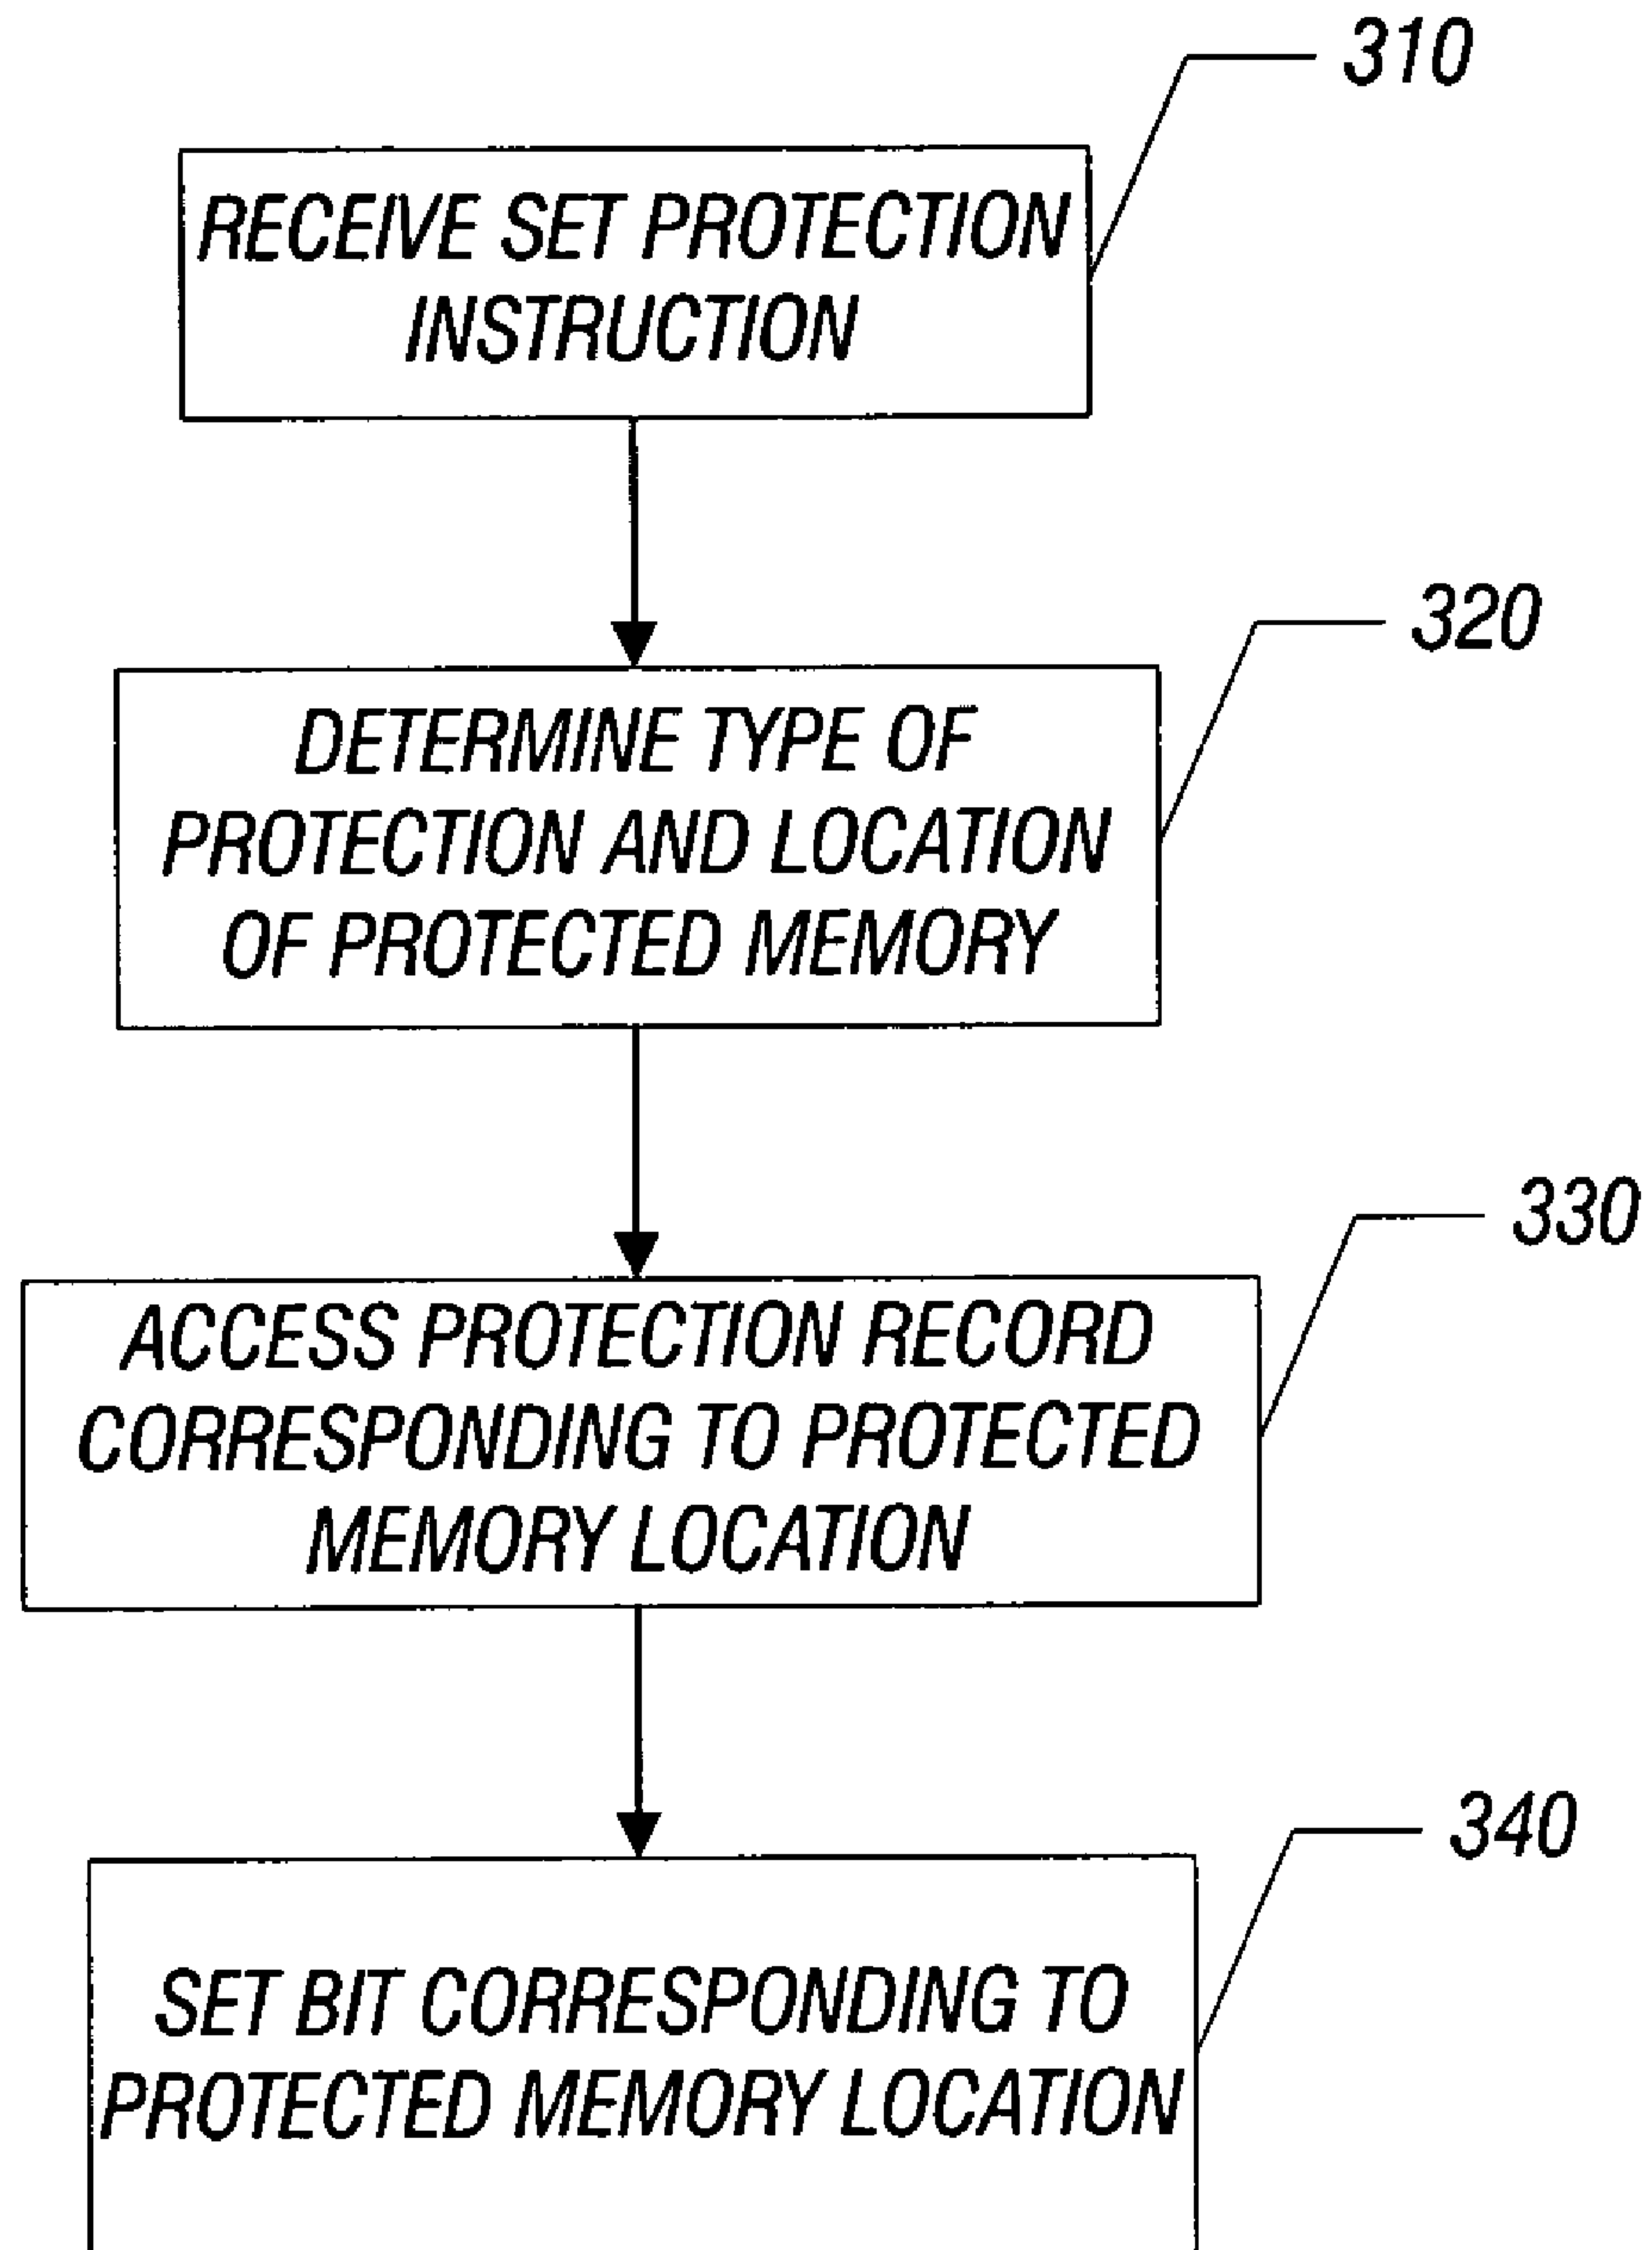 310
RECEIVE SET PROTECTION
INSTRUCTION
320
DETERMINE TYPE OF
PROTECTION AND LOCATION
OF PROTECTED MEMORY
330
ACCESS PROTECTION RECORD
CORRESPONDING TO PROTECTED
MEMORY LOCATION
340
SET BIT CORRESPONDING TO
PROTECTED MEMORY LOCATION